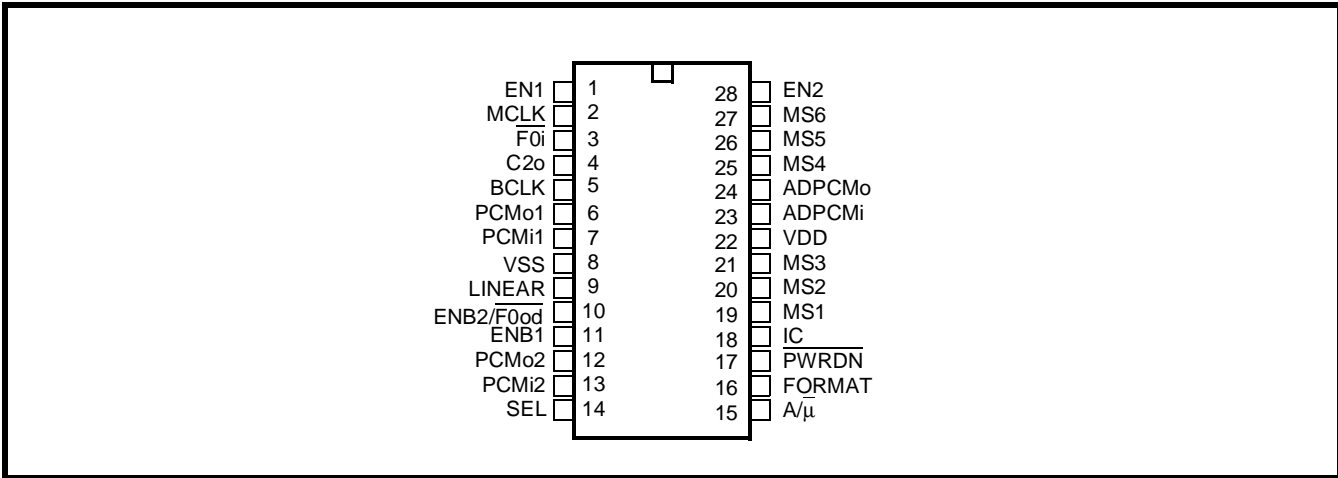 EN1 1 28 EN2
MCLK 2 27 MS6
F0i 3 26 MS5
C2o 4 25 MS4
BCLK 5 24 ADPCMo
PCMo1 6 23 ADPCMi
PCMi1 7 22 VDD
VSS 8 21 MS3
LINEAR 9 20 MS2
ENB2/F0od 10 19 MS1
ENB1 11 18 IC
PCMo2 12 17 PWRDN
PCMi2 13 16 FORMAT
SEL 14 15 A/µ